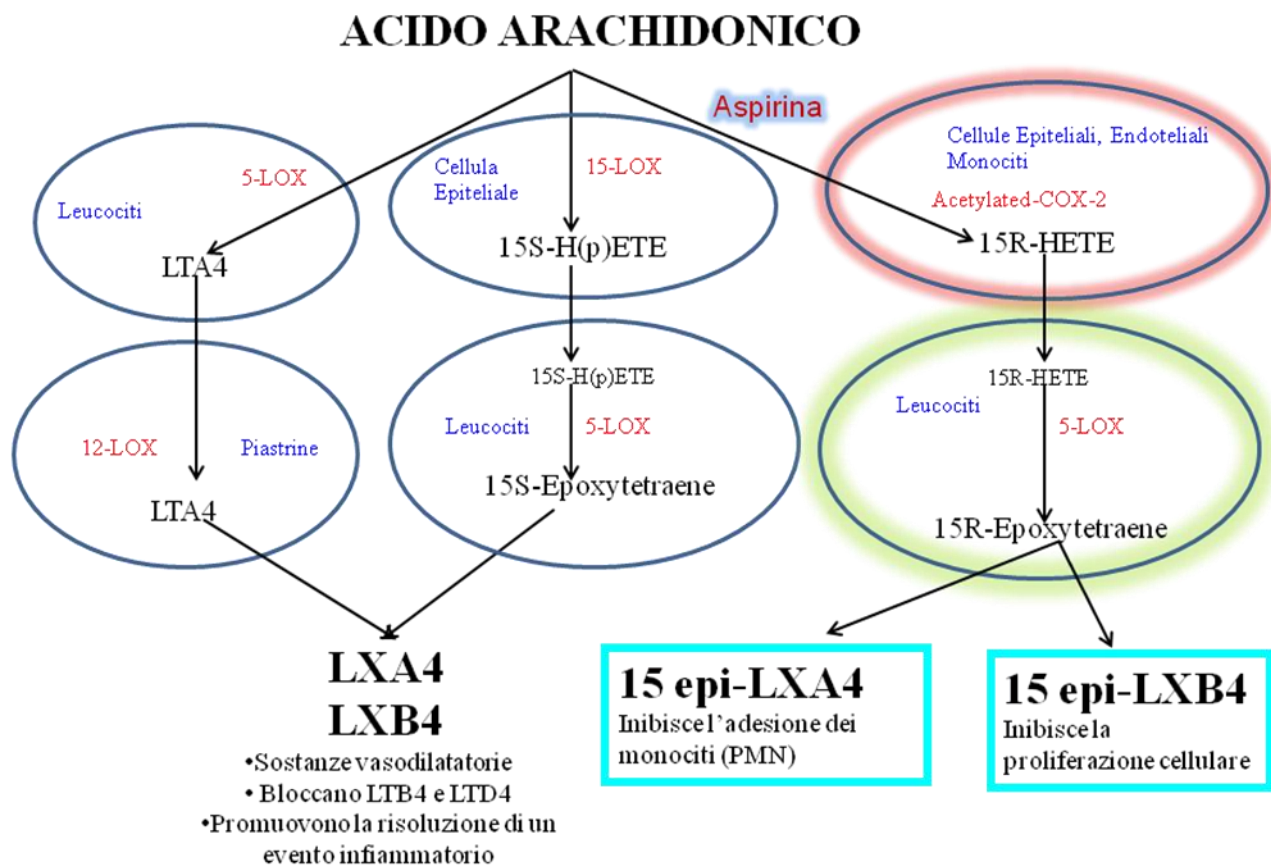 ACIDO ARACHIDONICO
Aspirina
5-LOX
Leucociti
LTA4
12-LOX
Piastrine
LTA4
Cellula
Epiteliale
15-LOX
15S-H(p)ETE
15S-H(p)ETE
Leucociti
5-LOX
15S-Epoxytetraene
Cellule Epiteliali, Endoteliali
Monociti
Acetylated-COX-2
15R-HETE
15R-HETE
Leucociti
5-LOX
15R-Epoxytetraene
LXA4
LXB4
•Sostanze vasodilatatorie
• Bloccano LTB4 e LTD4
•Promuovono la risoluzione di un
evento infiammatorio
15 epi-LXA4
Inibisce l'adesione dei
monociti (PMN)
15 epi-LXB4
Inibisce la
proliferazione cellulare